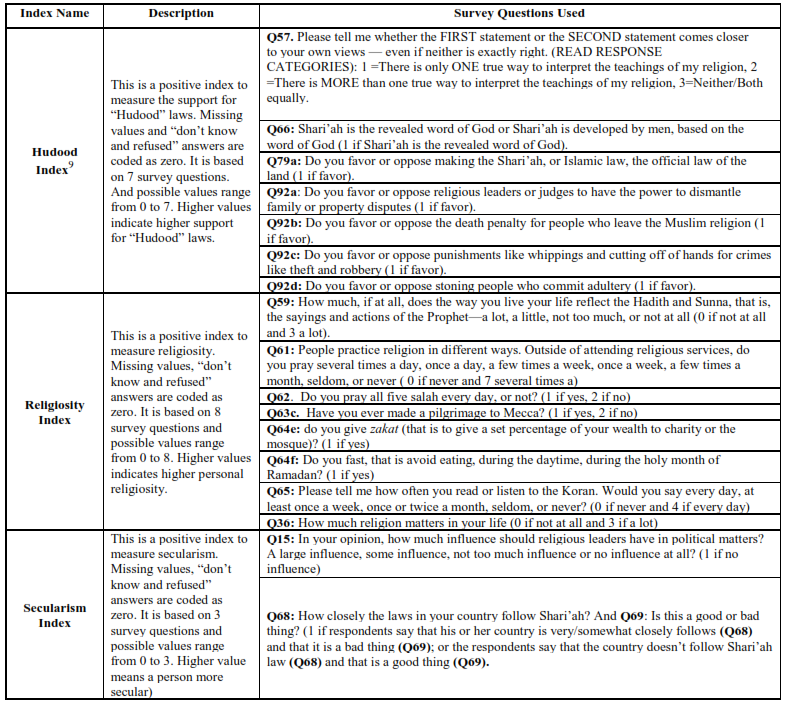 Index Name Description Survey Questions Used
Hudood
Index9
This is a positive index to
measure the support for
“Hudood” laws. Missing
values and “don’t know
and refused” answers are
coded as zero. It is based
on 7 survey questions.
And possible values range
from 0 to 7. Higher values
indicate higher support
for “Hudood” laws.
Q57. Please tell me whether the FIRST statement or the SECOND statement comes closer
to your own views — even if neither is exactly right. (READ RESPONSE
CATEGORIES): 1 =There is only ONE true way to interpret the teachings of my religion, 2
=There is MORE than one true way to interpret the teachings of my religion, 3=Neither/Both
equally.
Q66: Shari’ah is the revealed word of God or Shari’ah is developed by men, based on the
word of God (1 if Shari’ah is the revealed word of God).
Q79a: Do you favor or oppose making the Shari’ah, or Islamic law, the official law of the
land (1 if favor).
Q92a: Do you favor or oppose religious leaders or judges to have the power to dismantle
family or property disputes (1 if favor).
Q92b: Do you favor or oppose the death penalty for people who leave the Muslim religion (1
if favor).
Q92c: Do you favor or oppose punishments like whippings and cutting off of hands for crimes
like theft and robbery (1 if favor).
Q92d: Do you favor or oppose stoning people who commit adultery (1 if favor).
Religiosity
Index
This is a positive index to
measure religiosity.
Missing values, “don’t
know and refused”
answers are coded as
zero. It is based on 8
survey questions and
possible values range
from 0 to 8. Higher values
indicates higher personal
religiosity.
Q59: How much, if at all, does the way you live your life reflect the Hadith and Sunna, that is,
the sayings and actions of the Prophet—a lot, a little, not too much, or not at all (0 if not at all
and 3 a lot).
Q61: People practice religion in different ways. Outside of attending religious services, do
you pray several times a day, once a day, a few times a week, once a week, a few times a
month, seldom, or never ( 0 if never and 7 several times a)
Q62. Do you pray all five salah every day, or not? (1 if yes, 2 if no)
Q63c. Have you ever made a pilgrimage to Mecca? (1 if yes, 2 if no)
Q64e: do you give zakat (that is to give a set percentage of your wealth to charity or the
mosque)? (1 if yes)
Q64f: Do you fast, that is avoid eating, during the daytime, during the holy month of
Ramadan? (1 if yes)
Q65: Please tell me how often you read or listen to the Koran. Would you say every day, at
least once a week, once or twice a month, seldom, or never? (0 if never and 4 if every day)
Q36: How much religion matters in your life (0 if not at all and 3 if a lot)
Secularism
Index
This is a positive index to
measure secularism.
Missing values, “don’t
know and refused”
answers are coded as
zero. It is based on 3
survey questions and
possible values range
from 0 to 3. Higher value
means a person more
secular)
Q15: In your opinion, how much influence should religious leaders have in political matters?
A large influence, some influence, not too much influence or no influence at all? (1 if no
influence)
Q68: How closely the laws in your country follow Shari’ah? And Q69: Is this a good or bad
thing? (1 if respondents say that his or her country is very/somewhat closely follows (Q68)
and that it is a bad thing (Q69); or the respondents say that the country doesn’t follow Shari’ah
law (Q68) and that is a good thing (Q69).